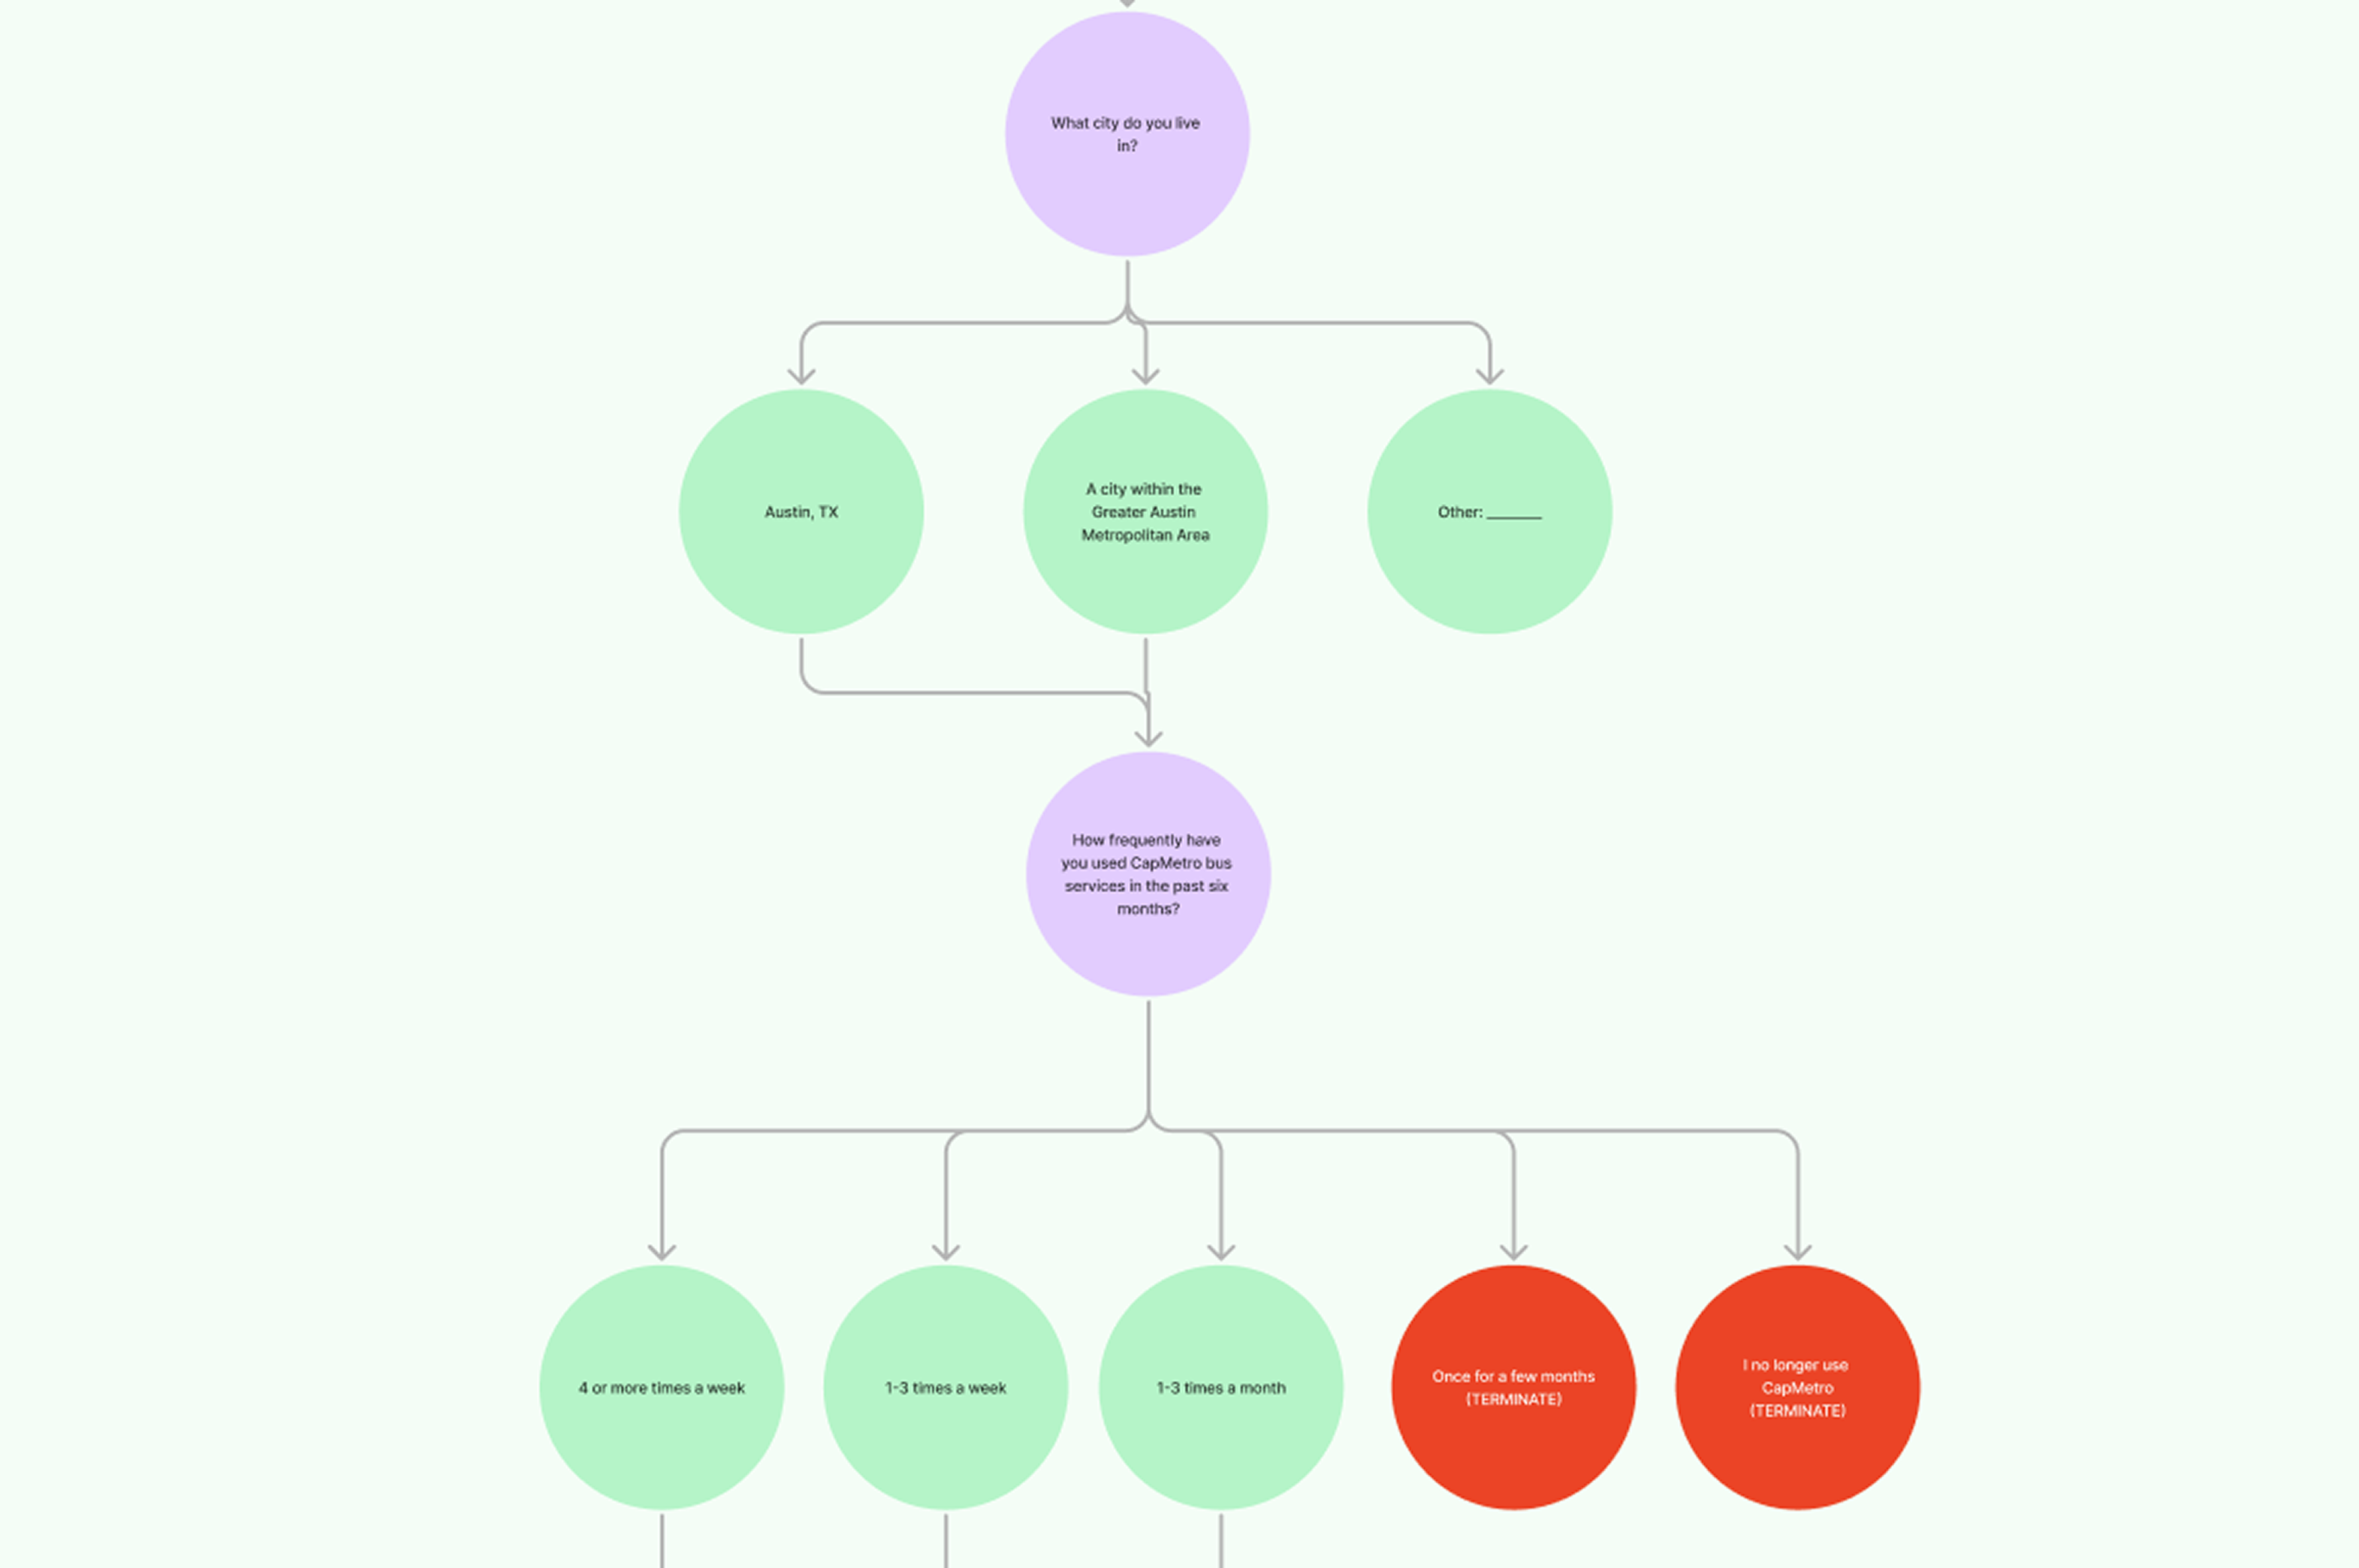 What city do you live
in?
Austin, TX
A city within the
Greater Austin
Metropolitan Area
Other: _______
How frequently have
you used CapMetro bus
services in the past six
months?
4 or more times a week
1-3 times a week
1-3 times a month
Once for a few months
(TERMINATE)
I no longer use
CapMetro
(TERMINATE)